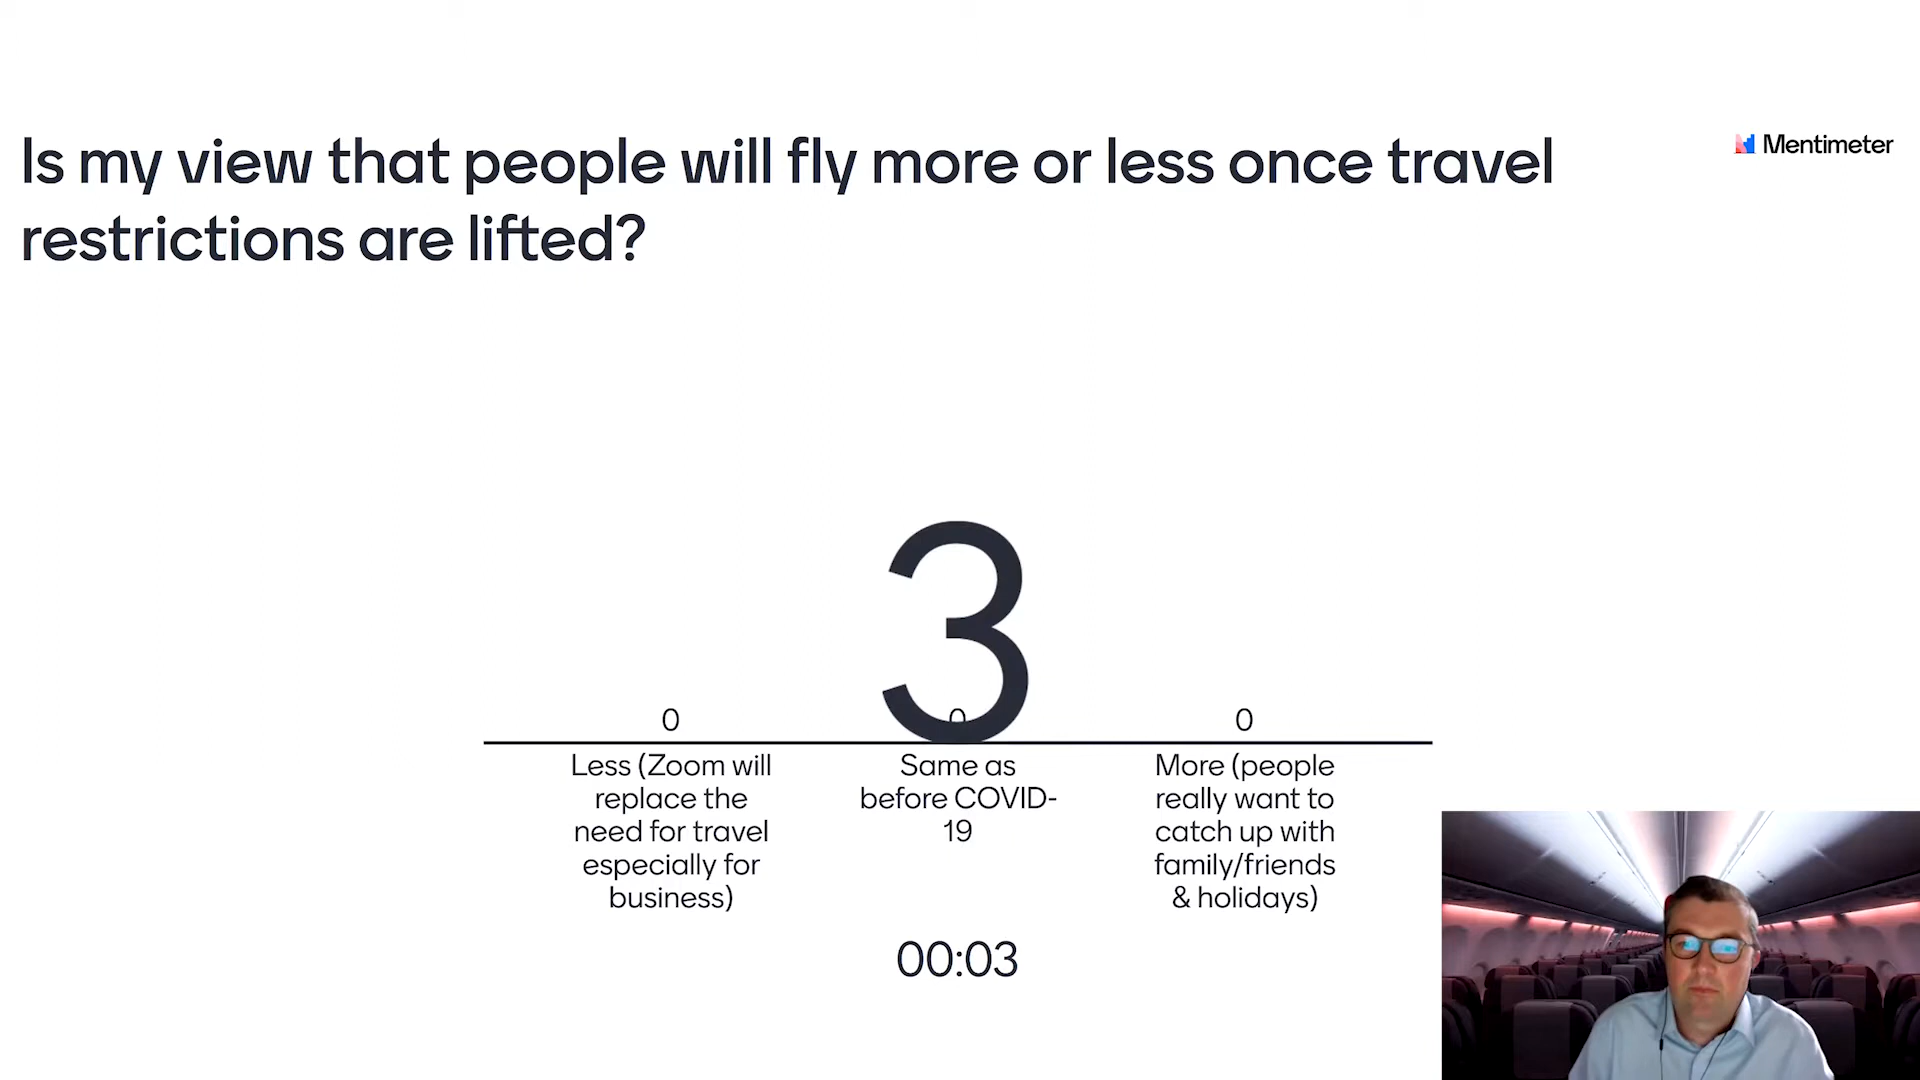 Is my view that people will fly more or less once travel
restrictions are lifted?
Mentimeter
3
0
0
0
Less (Zoom will
replace the
need for travel
especially for
business)
Same as
before COVID-
19
More (people
really want to
catch up with
family/friends
& holidays)
00:03